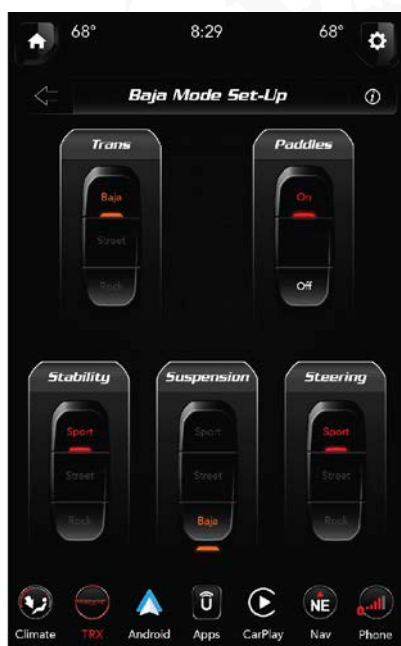 68° 8:29 68°
Baja Mode Set-Up
Trans Paddles
Baja On
Street
Rock Off
Stability Suspension Steering
Sport Sport Sport
Street Street Street
Rock Baja Rock
NE
Climate TRX Android Apps CarPlay Nav Phone